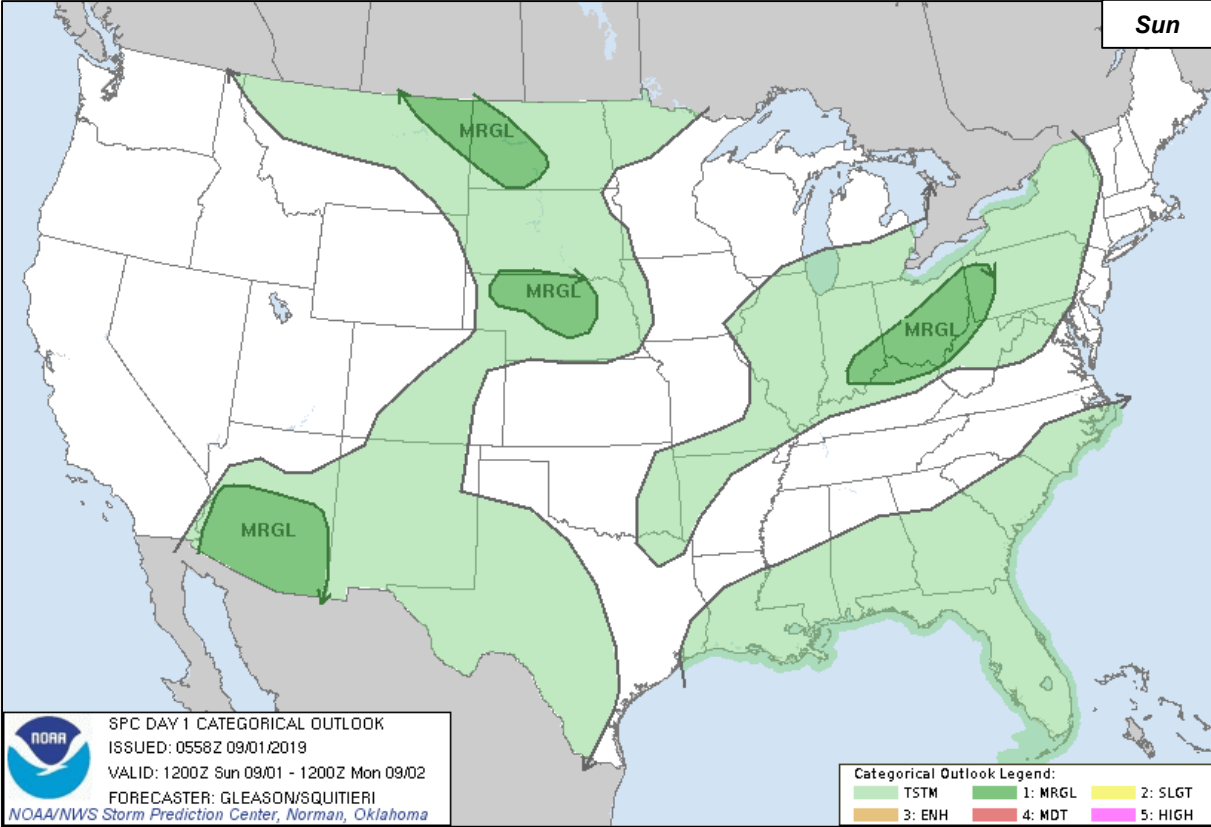 Sun
MRGL
MRGL
MRGL
MRGL
NOAA
SPC DAY 1 CATEGORICAL OUTLOOK
ISSUED: 0558Z 09/01/2019
VALID: 1200Z Sun 09/01 - 1200Z Mon 09/02
FORECASTER: GLEASON/SQUITIERI
NOAA/NWS Storm Prediction Center, Norman, Oklahoma
Categorical Outlook Legend:
TSTM 1: MRGL 2: SLGT
3: ENH 4: MDT 5: HIGH